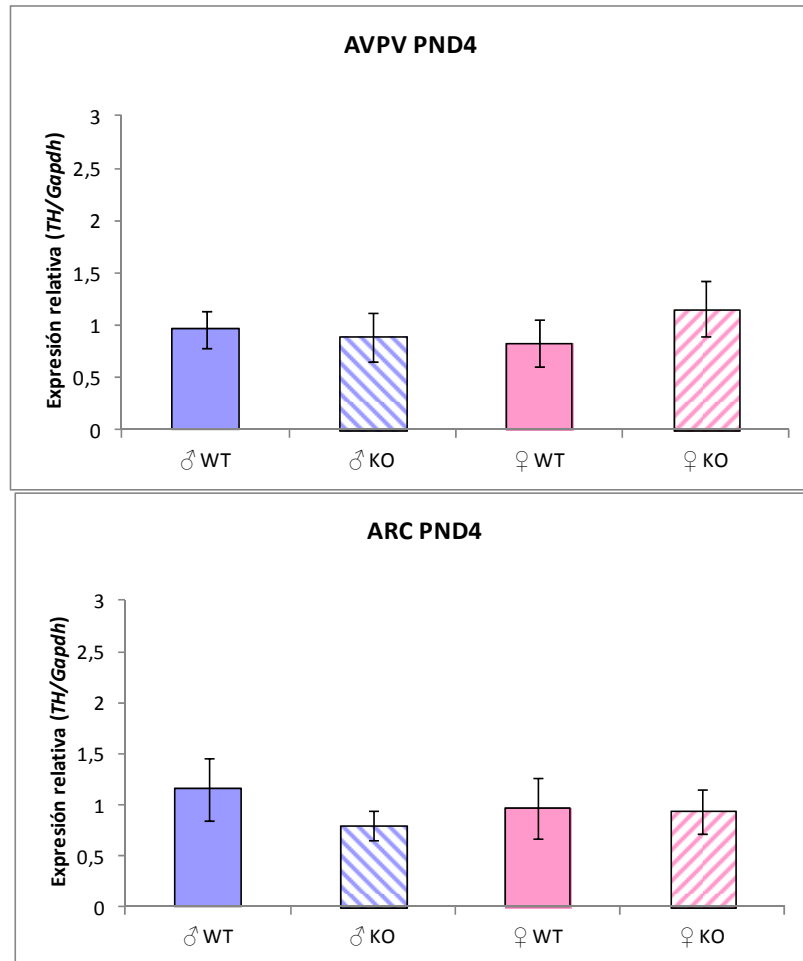 AVPV PND4
Expresión relativa (TH/Gapdh)
3
2,5
2
1,5
1
0,5
0
♂ WT ♂ KO ♀ WT ♀ KO
ARC PND4
Expresión relativa (TH/Gapdh)
3
2,5
2
1,5
1
0,5
0
♂ WT ♂ KO ♀ WT ♀ KO